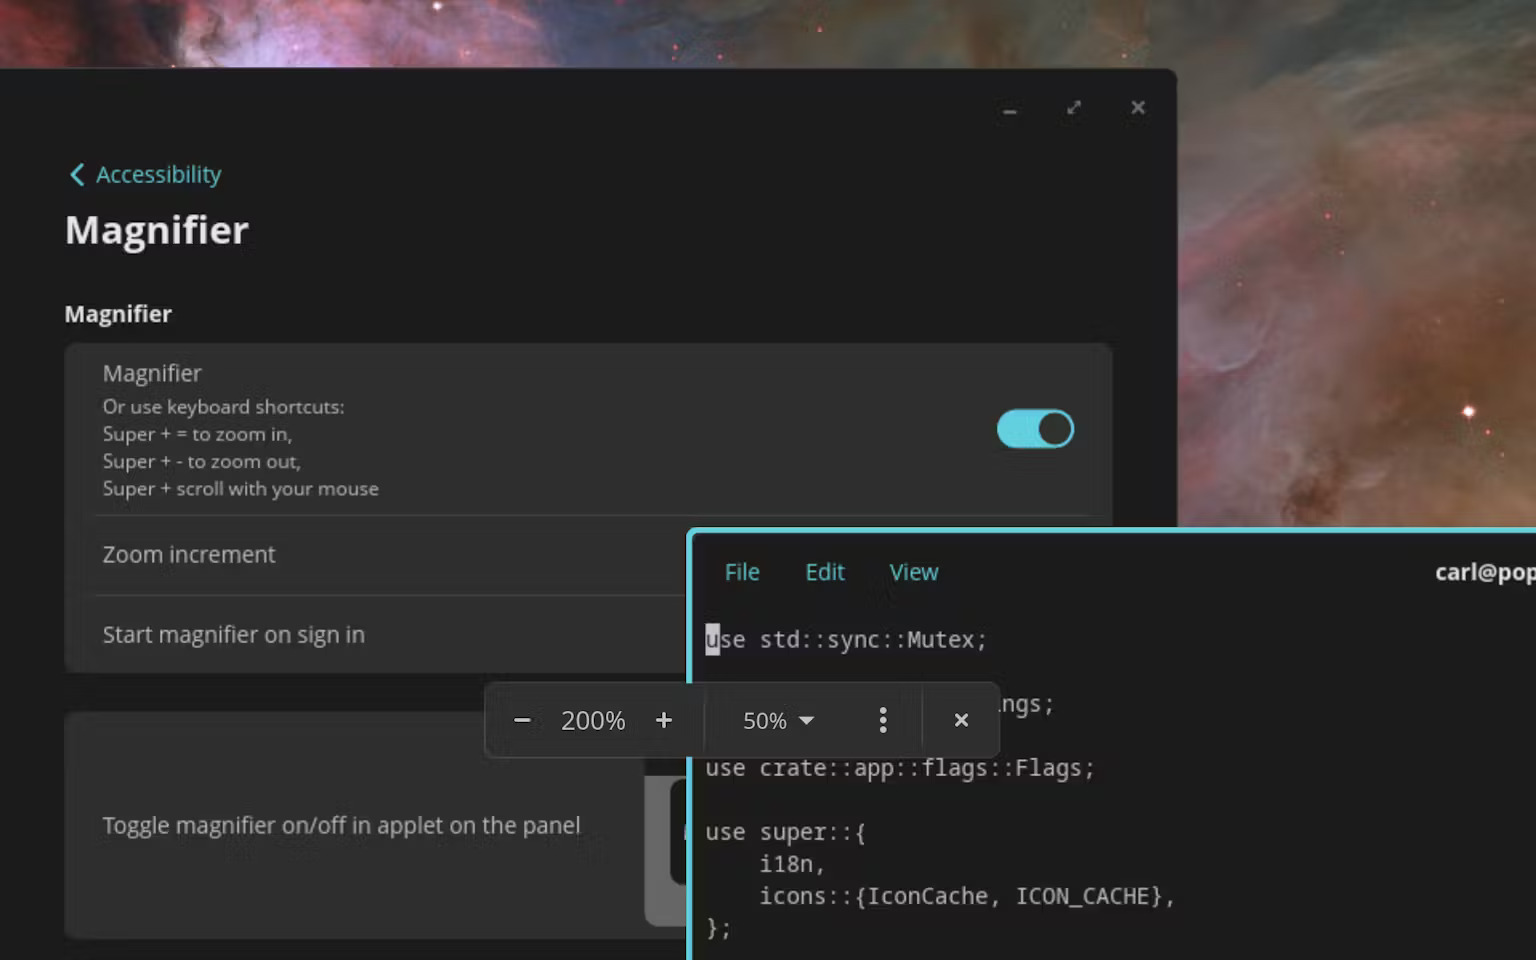 Accessibility
Magnifier
Magnifier
Magnifier
Or use keyboard shortcuts:
Super + = to zoom in,
Super + - to zoom out,
Super + scroll with your mouse
Zoom increment
Start magnifier on sign in
Toggle magnifier on/off in applet on the panel
200%
50%
File Edit View
carl@pop
use std::sync::Mutex;
ngs;
use crate::app::flags::Flags;
use super::{
i18n,
icons::{IconCache, ICON_CACHE},
};